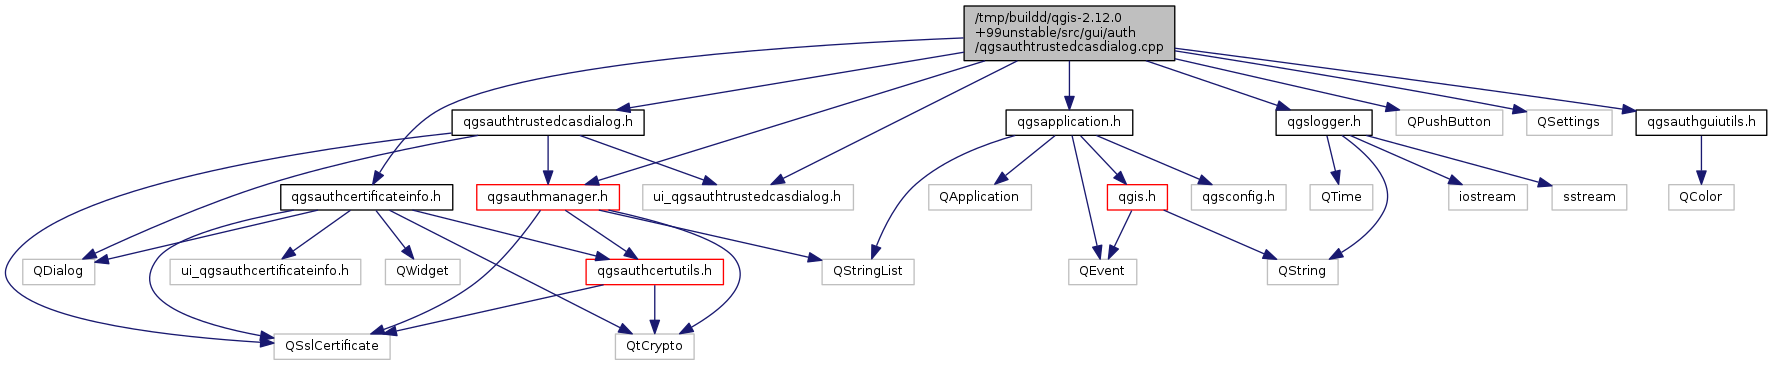 /tmp/buildd/qgis-2.12.0
+99unstable/src/gui/auth
/qgsauthtrustedcasdialog.cpp
qgsauthtrustedcasdialog.h
qgsapplication.h
qgslogger.h
QPushButton
QSettings
qgsauthguiutils.h
qgsauthcertificateinfo.h
qgsauthmanager.h
ui_qgsauthtrustedcasdialog.h
QApplication
qgis.h
qgsconfig.h
QTime
iostream
sstream
QColor
QDialog
ui_qgsauthcertificateinfo.h
QWidget
qgsauthcertutils.h
QStringList
QEvent
QString
QSslCertificate
QtCrypto